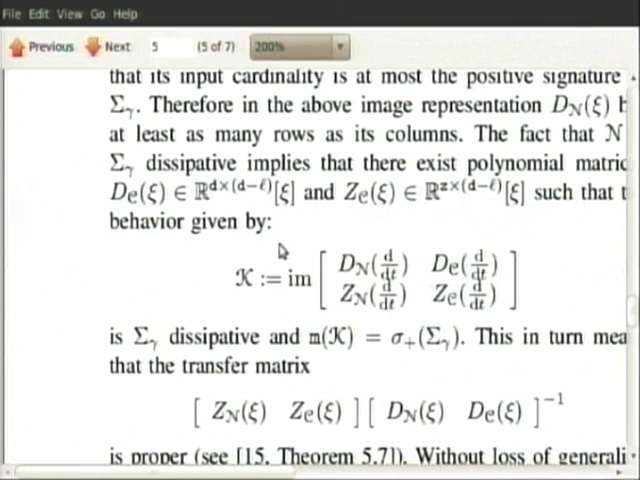 File Edit View Go Help
Previous Next 5 (5 of 7) 200%
that its input cardinality is at most the positive signature
Σγ. Therefore in the above image representation D𝒩(ξ) h
at least as many rows as its columns. The fact that 𝒩
Σγ dissipative implies that there exist polynomial matric
De(ξ) ∈ ℝ^{d×(d−ℓ)}[ξ] and Ze(ξ) ∈ ℝ^{z×(d−ℓ)}[ξ] such that t
behavior given by:
𝒦 := im [ D𝒩(d/dt) De(d/dt)
Z𝒩(d/dt) Ze(d/dt) ]
is Σγ dissipative and m(𝒦) = σ+(Σγ). This in turn mea
that the transfer matrix
[ Z𝒩(ξ) Ze(ξ) ] [ D𝒩(ξ) De(ξ) ]^{−1}
is proper (see [15, Theorem 5.7]). Without loss of generali